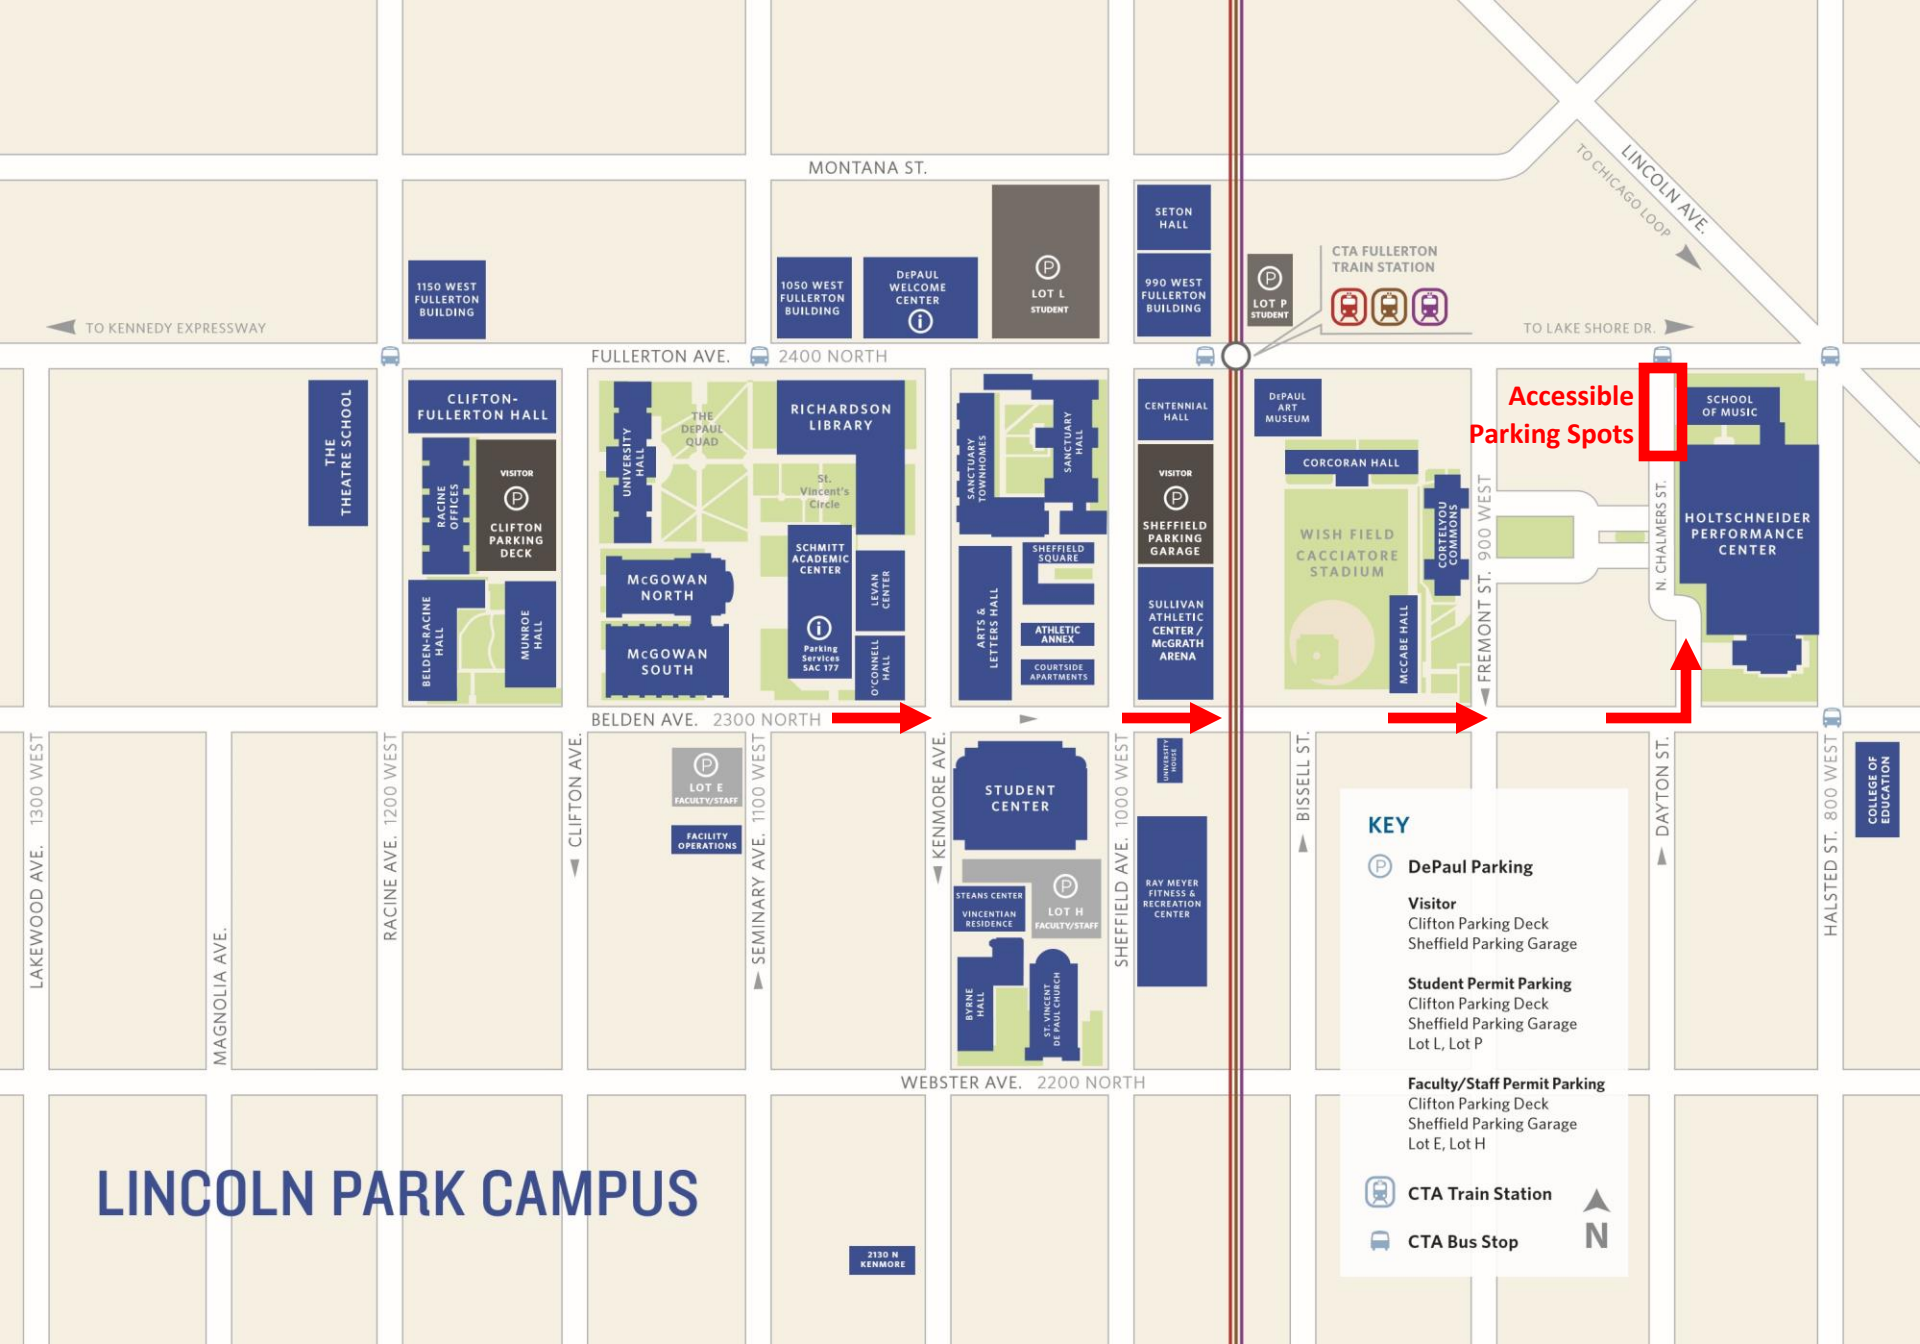 MONTANA ST.
LINCOLN AVE.
TO CHICAGO LOOP
SETON
HALL
CTA FULLERTON
TRAIN STATION
1150 WEST
FULLERTON
BUILDING
1050 WEST
FULLERTON
BUILDING
DEPAUL
WELCOME
CENTER
i
P
LOT L
STUDENT
990 WEST
FULLERTON
BUILDING
P
LOT P
STUDENT
TO KENNEDY EXPRESSWAY
TO LAKE SHORE DR.
FULLERTON AVE. 2400 NORTH
THE
THEATRE SCHOOL
CLIFTON-
FULLERTON HALL
RACINE
OFFICES
VISITOR
P
CLIFTON
PARKING
DECK
BELDEN-RACINE
HALL
MUNROE
HALL
UNIVERSITY
HALL
THE
DEPAUL
QUAD
RICHARDSON
LIBRARY
St.
Vincent's
Circle
McGOWAN
NORTH
McGOWAN
SOUTH
SCHMITT
ACADEMIC
CENTER
i
Parking
Services
SAC 177
LEVAN
CENTER
O'CONNELL
HALL
SANCTUARY
TOWNHOMES
SANCTUARY
HALL
SHEFFIELD
SQUARE
ARTS &
LETTERS HALL
ATHLETIC
ANNEX
COURTSIDE
APARTMENTS
CENTENNIAL
HALL
VISITOR
P
SHEFFIELD
PARKING
GARAGE
SULLIVAN
ATHLETIC
CENTER /
McGRATH
ARENA
DEPAUL
ART
MUSEUM
CORCORAN HALL
WISH FIELD
CACCIATORE
STADIUM
CORTELYOU
COMMONS
McCABE HALL
FREMONT ST. 900 WEST
Accessible
Parking Spots
SCHOOL
OF MUSIC
N. CHALMERS ST.
HOLTSCHNEIDER
PERFORMANCE
CENTER
BELDEN AVE. 2300 NORTH
LAKEWOOD AVE. 1300 WEST
MAGNOLIA AVE.
RACINE AVE. 1200 WEST
CLIFTON AVE.
P
LOT E
FACULTY/STAFF
FACILITY
OPERATIONS
SEMINARY AVE. 1100 WEST
KENMORE AVE.
STUDENT
CENTER
STEANS CENTER
VINCENTIAN
RESIDENCE
P
LOT H
FACULTY/STAFF
BYRNE
HALL
ST. VINCENT
DE PAUL CHURCH
SHEFFIELD AVE. 1000 WEST
UNIVERSITY
HOUSE
RAY MEYER
FITNESS &
RECREATION
CENTER
BISSELL ST.
DAYTON ST.
HALSTED ST. 800 WEST
COLLEGE OF
EDUCATION
WEBSTER AVE. 2200 NORTH
KEY
P DePaul Parking
Visitor
Clifton Parking Deck
Sheffield Parking Garage
Student Permit Parking
Clifton Parking Deck
Sheffield Parking Garage
Lot L, Lot P
Faculty/Staff Permit Parking
Clifton Parking Deck
Sheffield Parking Garage
Lot E, Lot H
CTA Train Station
CTA Bus Stop
N
LINCOLN PARK CAMPUS
2130 N
KENMORE